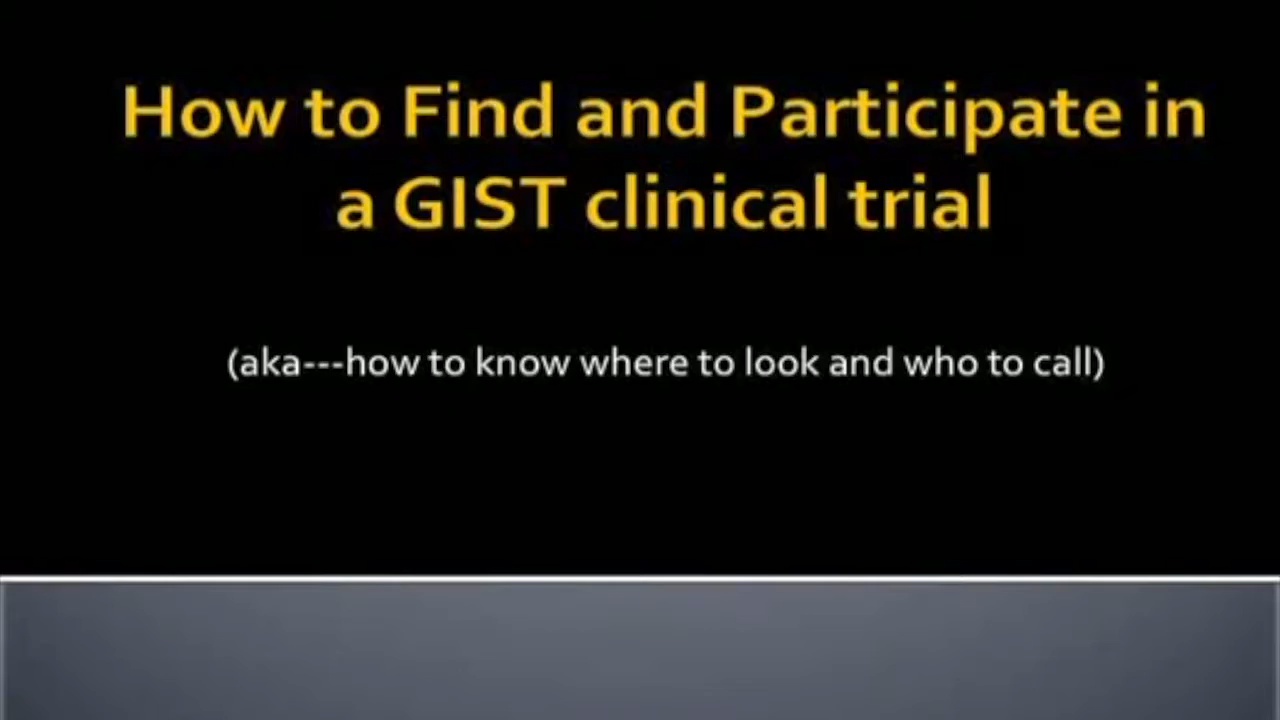 How to Find and Participate in
a GIST clinical trial
(aka---how to know where to look and who to call)